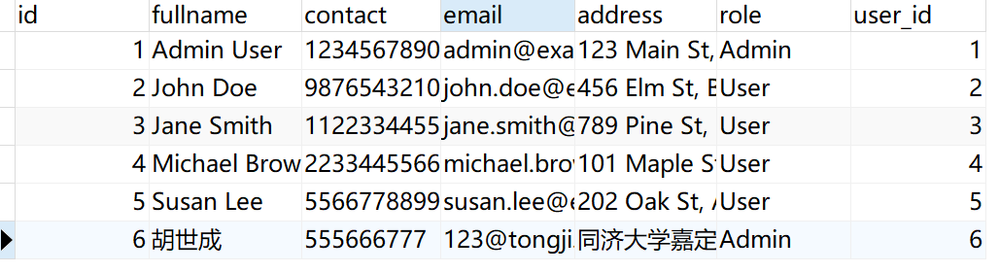 id fullname contact email address role user_id
1 Admin User 1234567890 admin@exa 123 Main St, Admin 1
2 John Doe 9876543210 john.doe@e 456 Elm St, User 2
3 Jane Smith 1122334455 jane.smith@ 789 Pine St, User 3
4 Michael Brow 2233445566 michael.brow 101 Maple S User 4
5 Susan Lee 5566778899 susan.lee@e 202 Oak St, User 5
6 胡世成 555666777 123@tongji. 同济大学嘉定 Admin 6